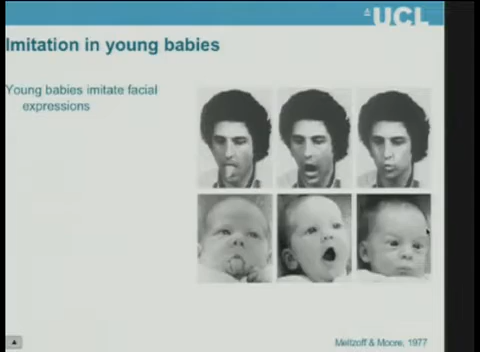 UCL
Imitation in young babies
Young babies imitate facial
expressions
Meltzoff & Moore, 1977